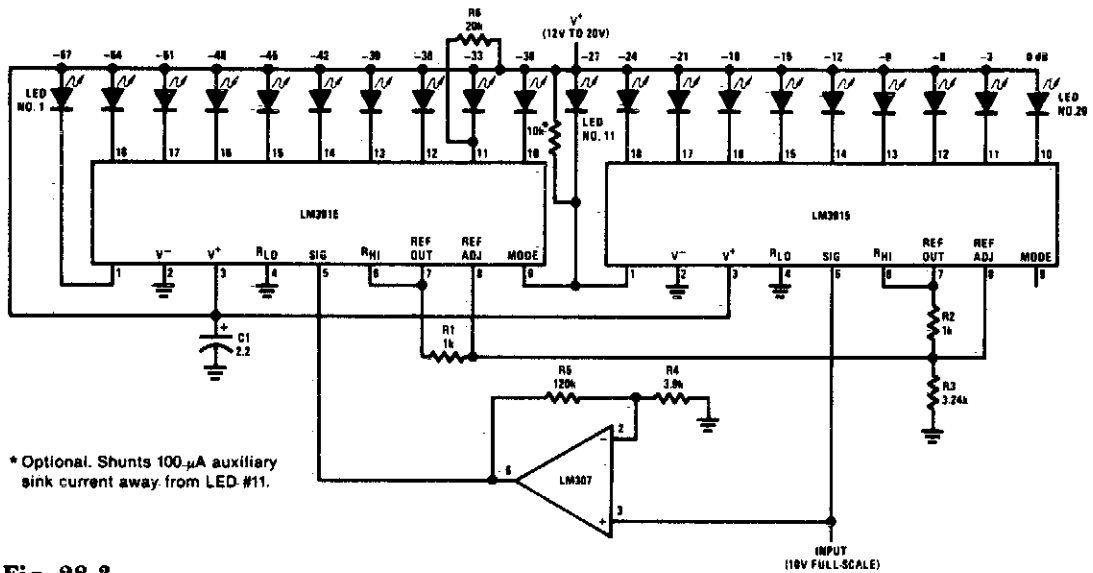 R6
20k
V+
(12V TO 20V)
-57 -54 -51 -48 -45 -42 -39 -36 -33 -30 -27 -24 -21 -18 -15 -12 -9 -6 -3 0 dB
LED
NO. 1
10k*
LED
NO. 11
LED
NO. 20
18 17 16 15 14 13 12 11 10 18 17 16 15 14 13 12 11 10
LM3915
LM3915
V- V+ RLO SIG RHI REF OUT REF ADJ MODE
1 2 3 4 5 6 7 8 9
V- V+ RLO SIG RHI REF OUT REF ADJ MODE
1 2 3 4 5 6 7 8 9
+
C1
2.2
R1
1k
R2
1k
R3
3.24k
R5
120k
R4
3.9k
2
-
6
LM307
3
+
* Optional. Shunts 100-µA auxiliary
sink current away from LED #11.
INPUT
(10V FULL-SCALE)
Fig.